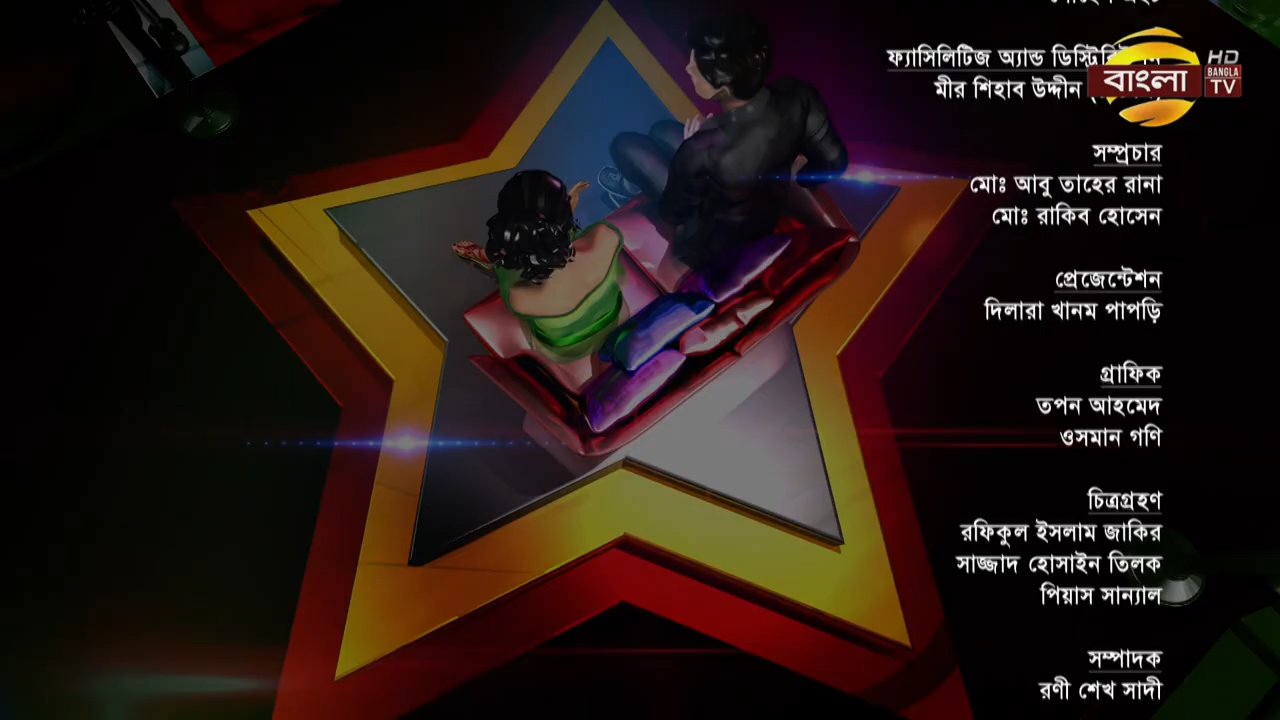 ফ্যাসিলিটিজ অ্যান্ড
মীর শিহাব উদ্দীন
বাংলা
HD
BANGLA
TV
সম্প্রচার
মোঃ আবু তাহের রানা
মোঃ রাকিব হোসেন
প্রেজেন্টেশন
দিলারা খানম পাপড়ি
গ্রাফিক
তপন আহমেদ
ওসমান গণি
চিত্রগ্রহণ
রফিকুল ইসলাম জাকির
সাজ্জাদ হোসাইন তিলক
পিয়াস সান্যাল
সম্পাদক
রণী শেখ সাদী